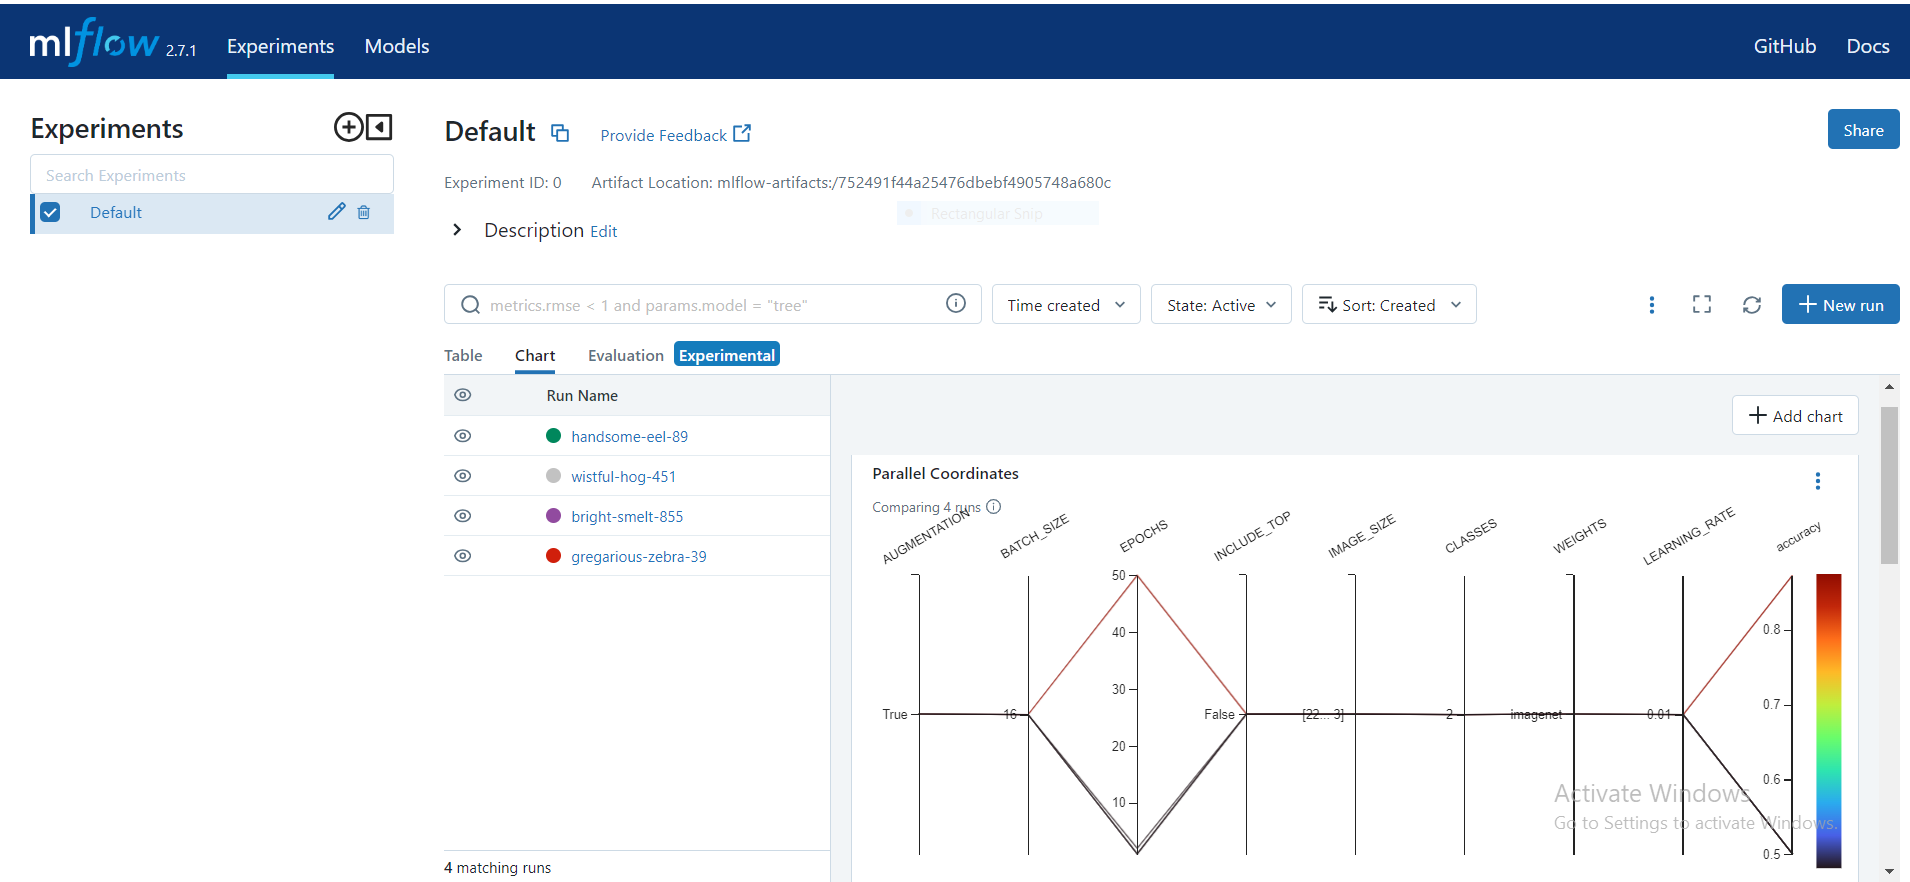 mlflow 2.7.1 Experiments Models GitHub Docs
Experiments
Search Experiments
Default
Default Provide Feedback Share
Experiment ID: 0 Artifact Location: mlflow-artifacts:/752491f44a25476dbebf4905748a680c
Rectangular Snip
Description Edit
metrics.rmse < 1 and params.model = "tree" Time created State: Active Sort: Created New run
Table Chart Evaluation Experimental
Run Name
handsome-eel-89
wistful-hog-451
bright-smelt-855
gregarious-zebra-39
4 matching runs
Add chart
Parallel Coordinates
Comparing 4 runs
AUGMENTATION BATCH_SIZE EPOCHS INCLUDE_TOP IMAGE_SIZE CLASSES WEIGHTS LEARNING_RATE accuracy
50
40
30
20
10
True 16 False [22... 3] 2 imagenet 0.01
0.8
0.7
0.6
0.5
Activate Windows
Go to Settings to activate Windows.